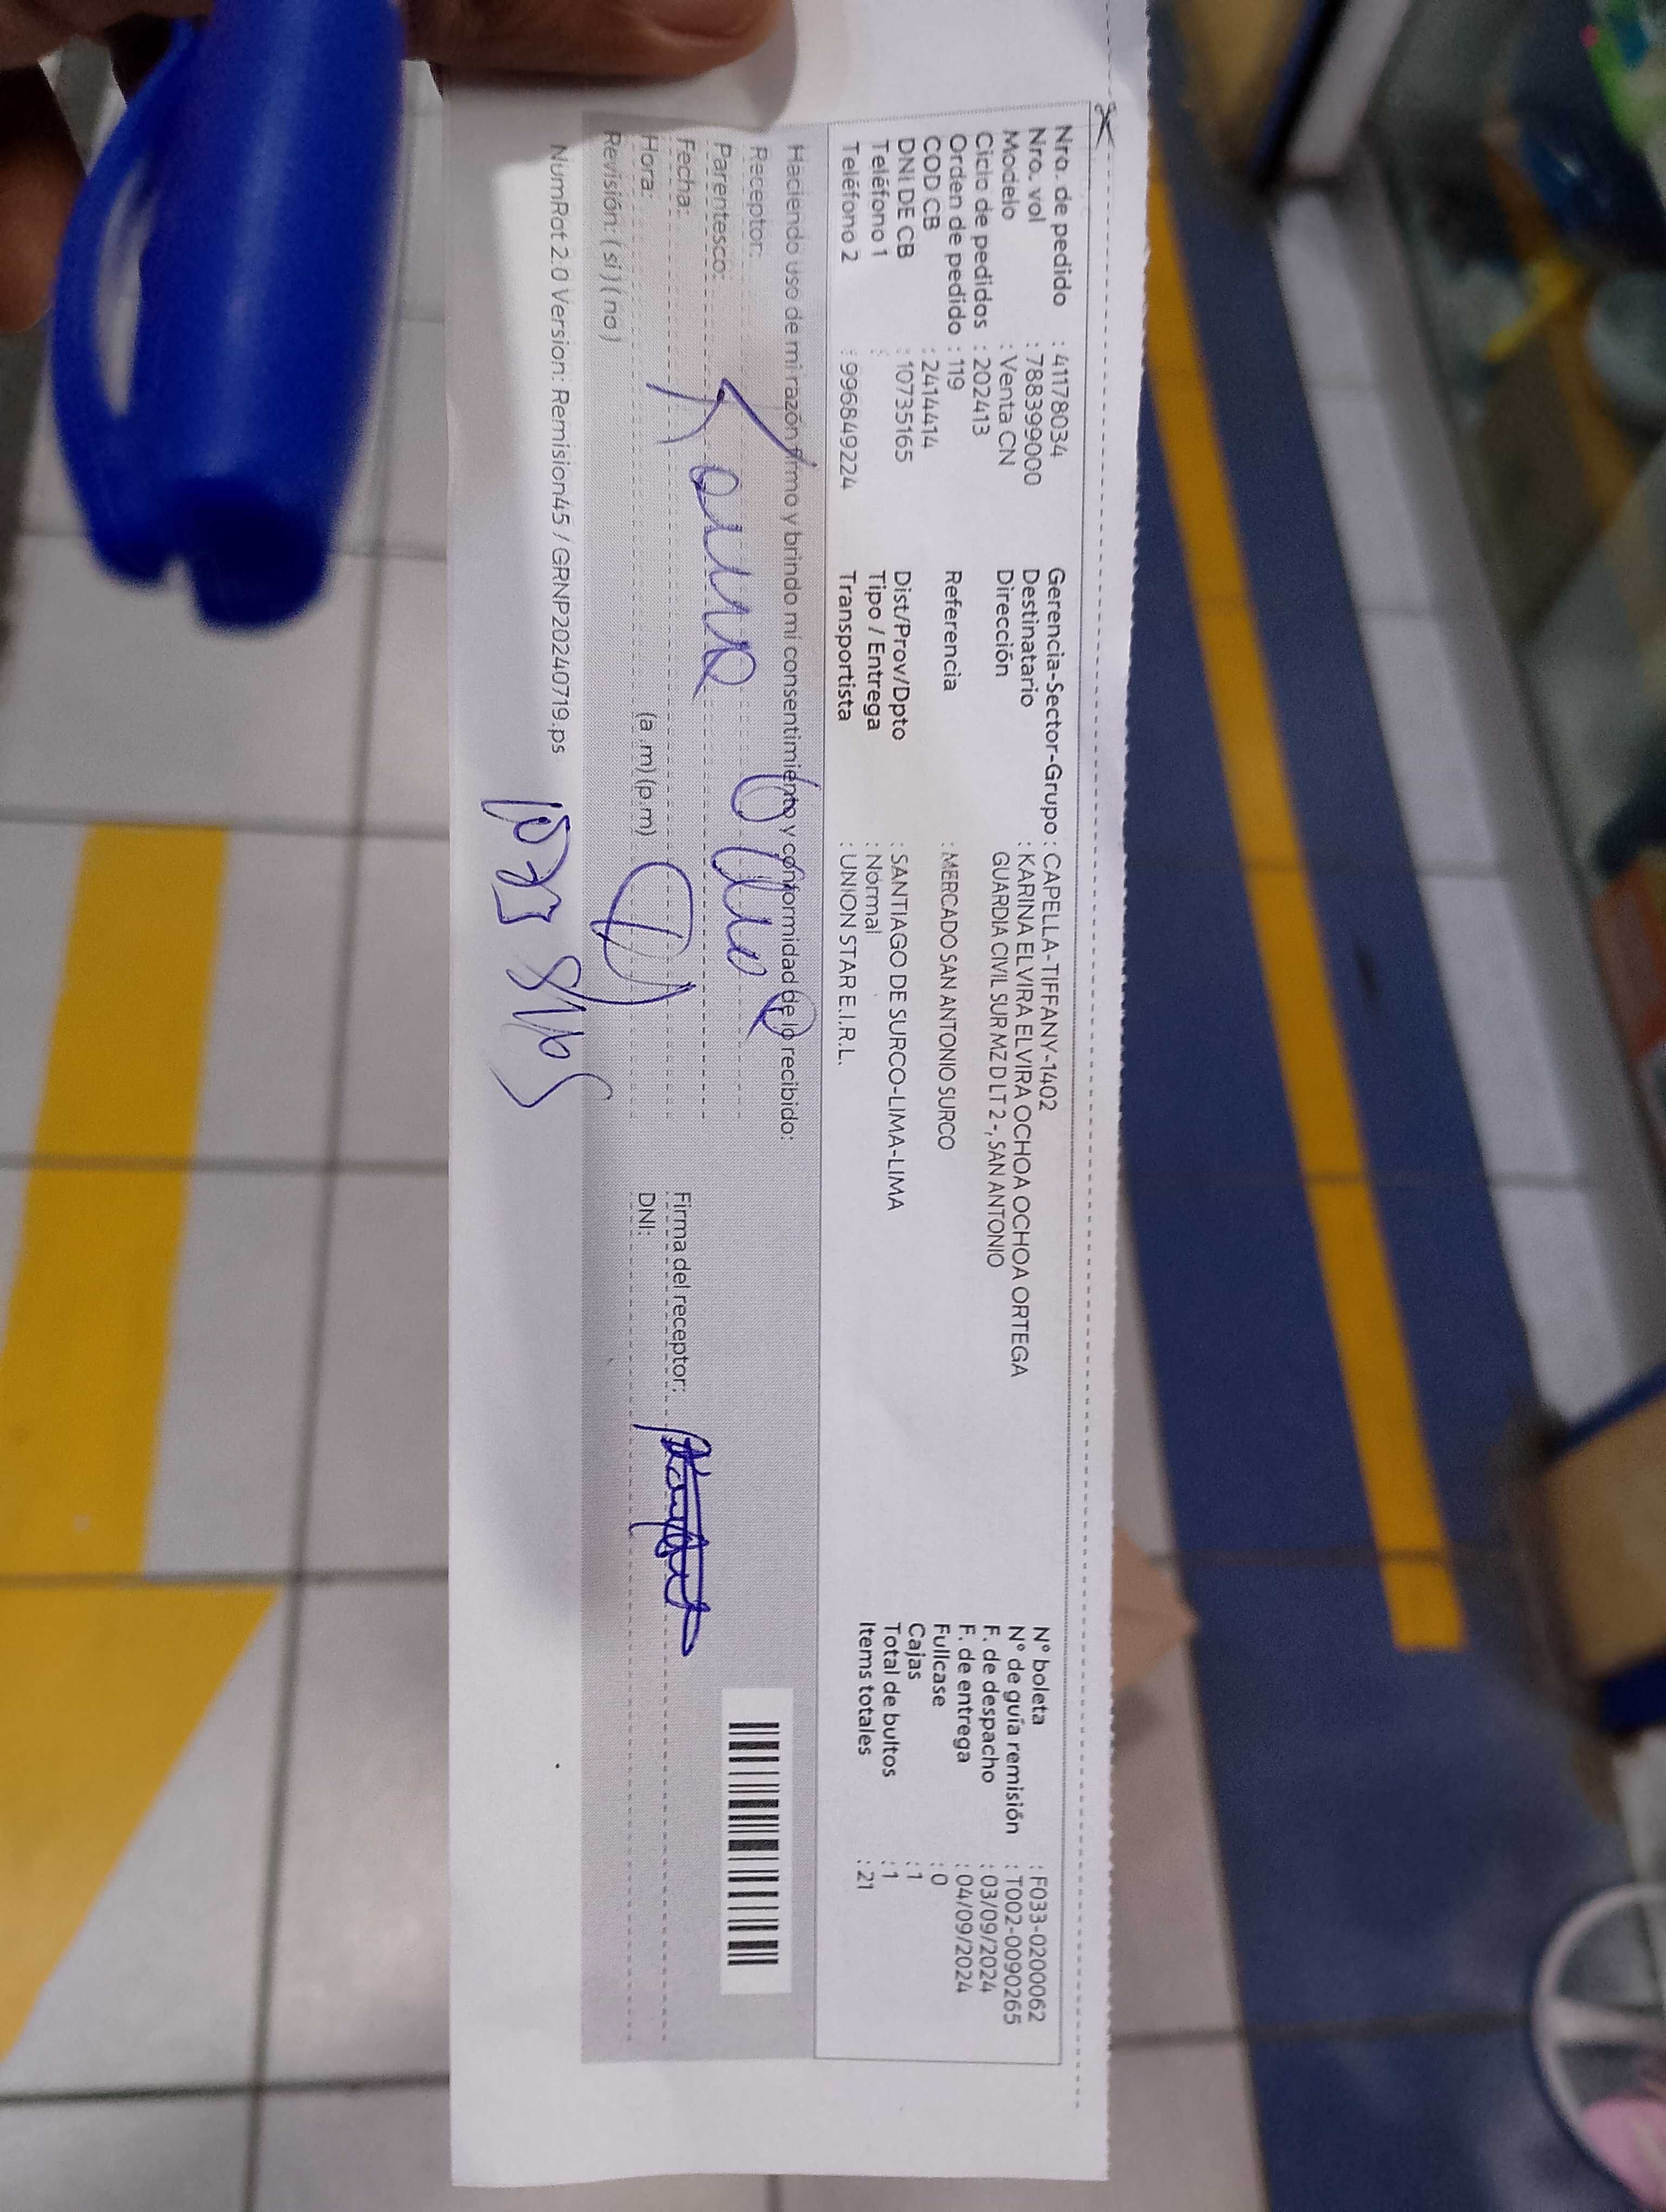 Nro. de pedido : 41178034
Nro. vol : 788399000
Modelo : Venta CN
Ciclo de pedidos : 202413
Orden de pedido : 119
COD CB : 2414414
DNI DE CB : 10735165
Teléfono 1 :
Teléfono 2 : 996849224
Gerencia-Sector-Grupo : CAPELLA-TIFFANY-1402
Destinatario : KARINA ELVIRA ELVIRA OCHOA OCHOA ORTEGA
Dirección GUARDIA CIVIL SUR MZ D LT 2 -, SAN ANTONIO
Referencia : MERCADO SAN ANTONIO SURCO
Dist/Prov/Dpto : SANTIAGO DE SURCO-LIMA-LIMA
Tipo / Entrega : Normal
Transportista : UNION STAR E.I.R.L.
N° boleta : F033-0200062
N° de guía remisión : T002-0090265
F. de despacho : 03/09/2024
F. de entrega : 04/09/2024
Fullcase : 0
Cajas : 1
Total de bultos : 1
Items totales : 21
Haciendo uso de mi razón firmo y brindo mi consentimiento y conformidad de lo recibido:
Receptor:
Parentesco:
Fecha:
Hora: (a .m) (p.m)
Revisión: ( si ) ( no )
Firma del receptor:
DNI:
NumRot 2.0 Version: Remision45 / GRNP20240719.ps